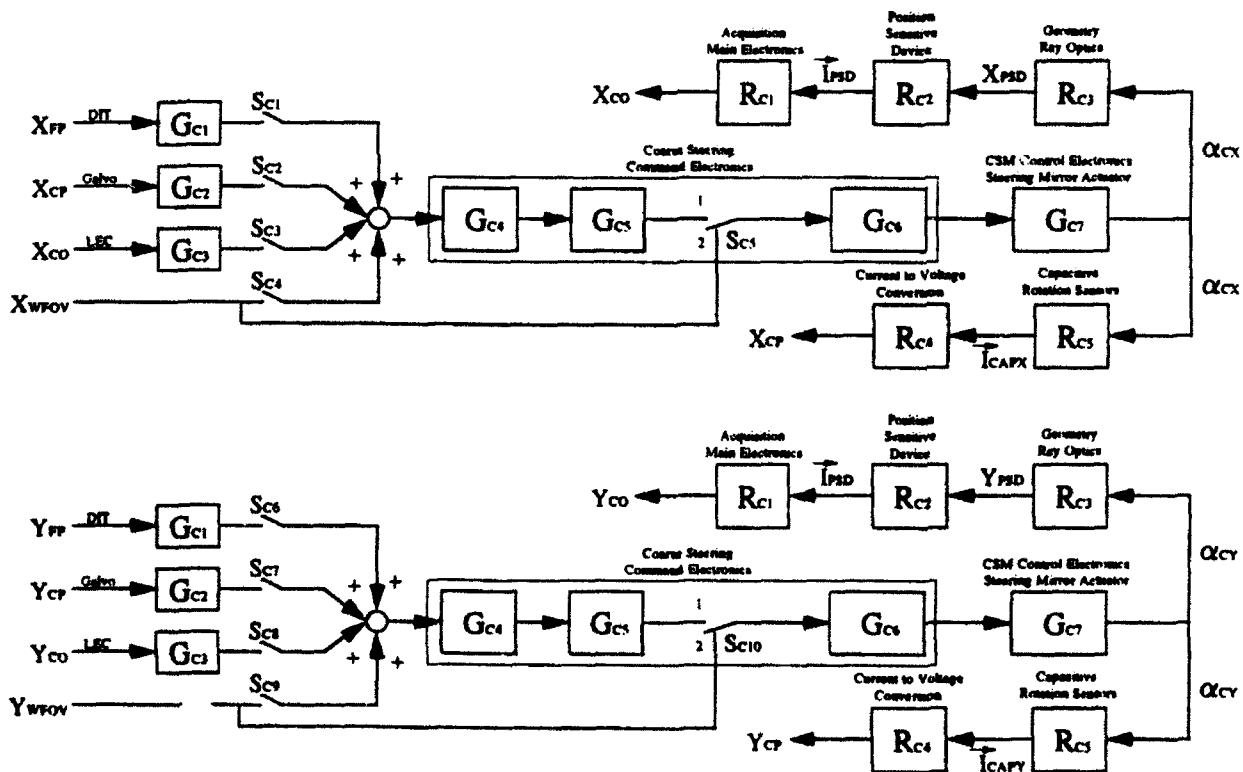 Acquisition
Main Electronics
Position
Sensitive
Device
Geometry
Ray Optics
XCO
RC1
IPSD
RC2
XPSD
RC3
αCX
XFP
DIT
GC1
SC1
XCP
Galvo
GC2
SC2
XCO
LEC
GC3
SC3
XWFOV
SC4
+
+
+
+
Coarse Steering
Command Electronics
GC4
GC5
1
2
SC5
GC6
CSM Control Electronics
Steering Mirror Actuator
GC7
αCX
Current to Voltage
Conversion
Capacitive
Rotation Sensors
XCP
RC4
ICAPX
RC5
Acquisition
Main Electronics
Position
Sensitive
Device
Geometry
Ray Optics
YCO
RC1
IPSD
RC2
YPSD
RC3
αCY
YFP
DIT
GC1
SC6
YCP
Galvo
GC2
SC7
YCO
LEC
GC3
SC8
YWFOV
SC9
+
+
+
+
Coarse Steering
Command Electronics
GC4
GC5
1
2
SC10
GC6
CSM Control Electronics
Steering Mirror Actuator
GC7
αCY
Current to Voltage
Conversion
Capacitive
Rotation Sensors
YCP
RC4
ICAPY
RC5